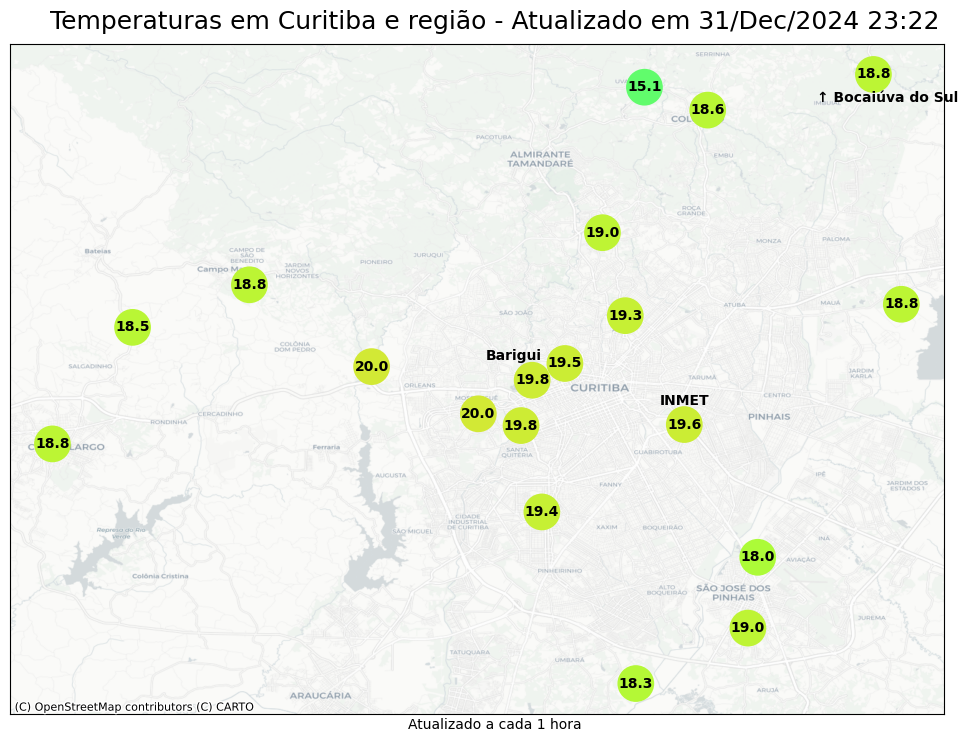 Temperaturas em Curitiba e região - Atualizado em 31/Dec/2024 23:22
SERRINHA
18.8
15.1
↑ Bocaiúva do Sul
18.6
PACOTUBA
ALMIRANTE
TAMANDARÉ
EMBU
ROÇA
GRANDE
19.0
MONZA
PALOMA
Bateias
CAMPO DE
SÃO
BENEDITO
JURUQUI
PIONEIRO
JARDIM
NOVOS
HORIZONTES
18.8
18.8
ATUBA
MAUÁ
SÃO JOÃO
19.3
18.5
COLÔNIA
DOM PEDRO
Barigui
19.5
SALGADINHO
20.0
JARDIM
KARLA
19.8
TARUMÃ
ORLEANS
CURITIBA
CENTRO
INMET
20.0
CERCADINHO
PINHAIS
RONDINHA
19.8
19.6
18.8
Ferraria
SANTA
QUITÉRIA
GUABIROTUBA
AUGUSTA
IPÊ
FANNY
JARDIM DOS
ESTADOS I
19.4
CIDADE
INDUSTRIAL
DE CURITIBA
Represa do Rio
Verde
SÃO MIGUEL
XAXIM
BOQUEIRÃO
INÃ
18.0
AVIAÇÃO
Colônia Cristina
PINHEIRINHO
ALTO
BOQUEIRÃO
SÃO JOSÉ DOS
PINHAIS
JUREMA
19.0
TATUQUARA
UMBARÁ
18.3
ARUJÁ
ARAUCÁRIA
(C) OpenStreetMap contributors (C) CARTO
Atualizado a cada 1 hora